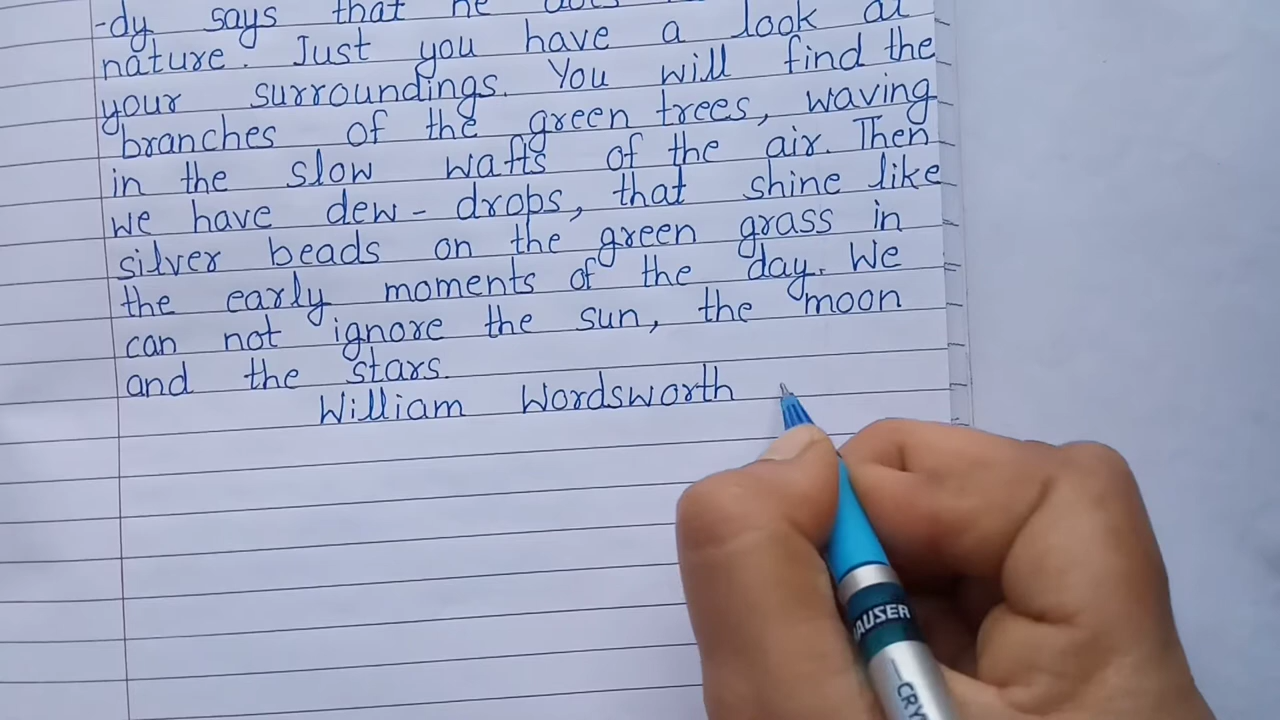 -dy says that he does
nature. Just you have a look at
your surroundings. You will find the
branches of the green trees, waving
in the slow wafts of the air. Then
we have dew - drops, that shine like
silver beads on the green grass in
the early moments of the day. We
can not ignore the sun, the moon
and the stars.
William Wordsworth
AUSER
CRY